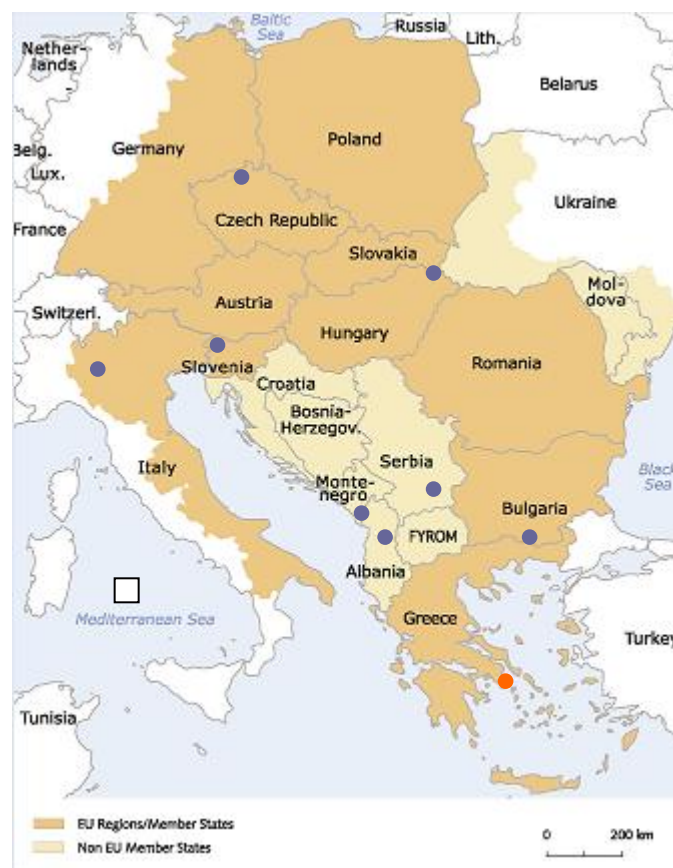 Baltic
Sea
Russia
Lith.
Nether-
lands
Belarus
Poland
Germany
Belg.
Lux.
Ukraine
Czech Republic
France
Slovakia
Mol-
dova
Austria
Switzerl.
Hungary
Romania
Slovenia
Croatia
Bosnia-
Herzegov.
Serbia
Italy
Black
Sea
Monte-
negro
Bulgaria
FYROM
Albania
Mediterranean Sea
Greece
Turkey
Tunisia
EU Regions/Member States
Non EU Member States
0 200 km